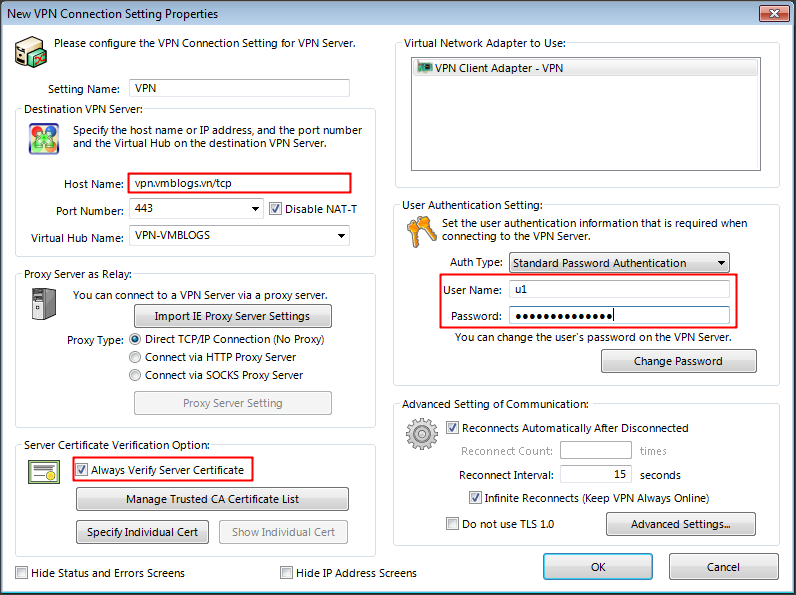 New VPN Connection Setting Properties
Please configure the VPN Connection Setting for VPN Server.
Setting Name: VPN
Destination VPN Server:
Specify the host name or IP address, and the port number
and the Virtual Hub on the destination VPN Server.
Host Name: vpn.vmblogs.vn/tcp
Port Number: 443 Disable NAT-T
Virtual Hub Name: VPN-VMBLOGS
Proxy Server as Relay:
You can connect to a VPN Server via a proxy server.
Import IE Proxy Server Settings
Proxy Type: Direct TCP/IP Connection (No Proxy)
Connect via HTTP Proxy Server
Connect via SOCKS Proxy Server
Proxy Server Setting
Server Certificate Verification Option:
Always Verify Server Certificate
Manage Trusted CA Certificate List
Specify Individual Cert Show Individual Cert
Hide Status and Errors Screens Hide IP Address Screens
Virtual Network Adapter to Use:
VPN Client Adapter - VPN
User Authentication Setting:
Set the user authentication information that is required when
connecting to the VPN Server.
Auth Type: Standard Password Authentication
User Name: u1
Password: ●●●●●●●●●●●●●●
You can change the user's password on the VPN Server.
Change Password
Advanced Setting of Communication:
Reconnects Automatically After Disconnected
Reconnect Count: times
Reconnect Interval: 15 seconds
Infinite Reconnects (Keep VPN Always Online)
Do not use TLS 1.0 Advanced Settings...
OK Cancel